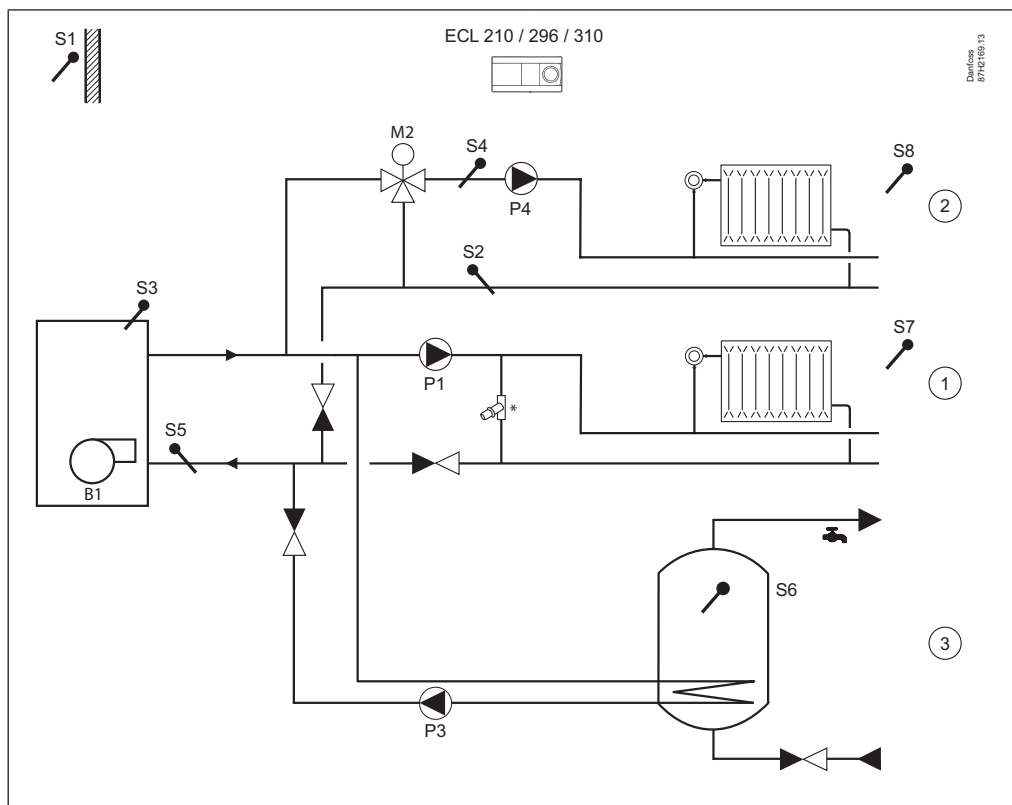 S1
ECL 210 / 296 / 310
Danfoss
87H2169.13
M2
S4
S8
P4
2
S2
S3
S7
P1
1
*
S5
B1
S6
3
P3